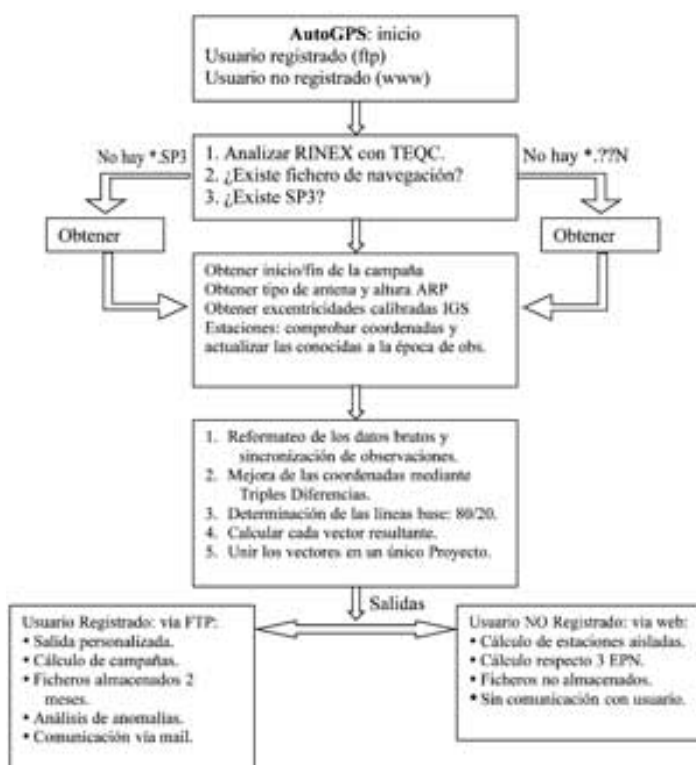 AutoGPS: inicio
Usuario registrado (ftp)
Usuario no registrado (www)
No hay *.SP3
1. Analizar RINEX con TEQC.
2. ¿Existe fichero de navegación?
3. ¿Existe SP3?
No hay *.??N
Obtener
Obtener
Obtener inicio/fin de la campaña
Obtener tipo de antena y altura ARP
Obtener excentricidades calibradas IGS
Estaciones: comprobar coordenadas y
actualizar las conocidas a la época de obs.
1. Reformateo de los datos brutos y
sincronización de observaciones.
2. Mejora de las coordenadas mediante
Triples Diferencias.
3. Determinación de las líneas base: 80/20.
4. Calcular cada vector resultante.
5. Unir los vectores en un único Proyecto.
Salidas
Usuario Registrado: vía FTP:
• Salida personalizada.
• Cálculo de campañas.
• Ficheros almacenados 2
meses.
• Análisis de anomalías.
• Comunicación vía mail.
Usuario NO Registrado: via web:
• Cálculo de estaciones aisladas.
• Cálculo respecto 3 EPN.
• Ficheros no almacenados.
• Sin comunicación con usuario.